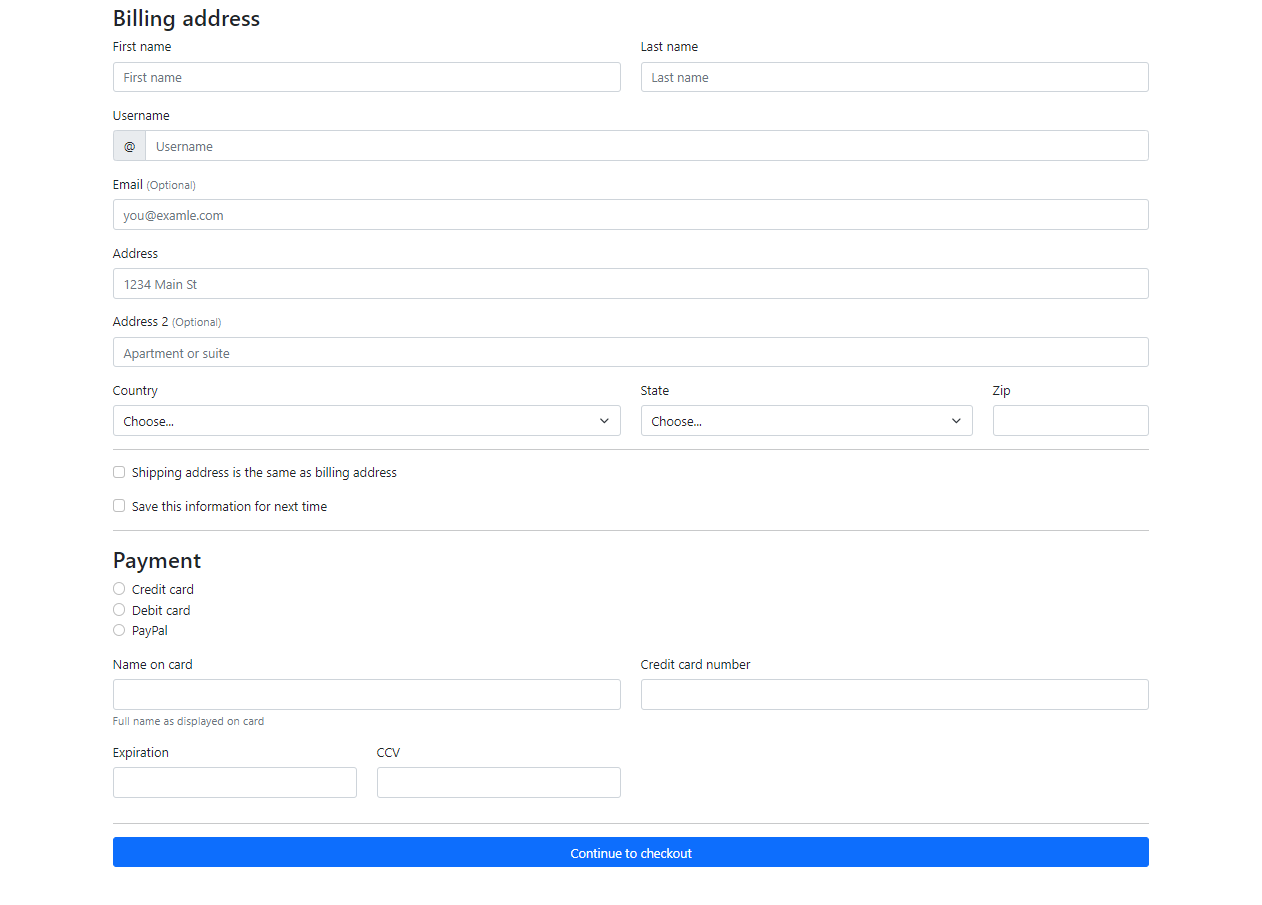 Billing address
First name Last name
First name Last name
Username
@ Username
Email (Optional)
you@examle.com
Address
1234 Main St
Address 2 (Optional)
Apartment or suite
Country State Zip
Choose... Choose...
Shipping address is the same as billing address
Save this information for next time
Payment
Credit card
Debit card
PayPal
Name on card Credit card number
Full name as displayed on card
Expiration CCV
Continue to checkout